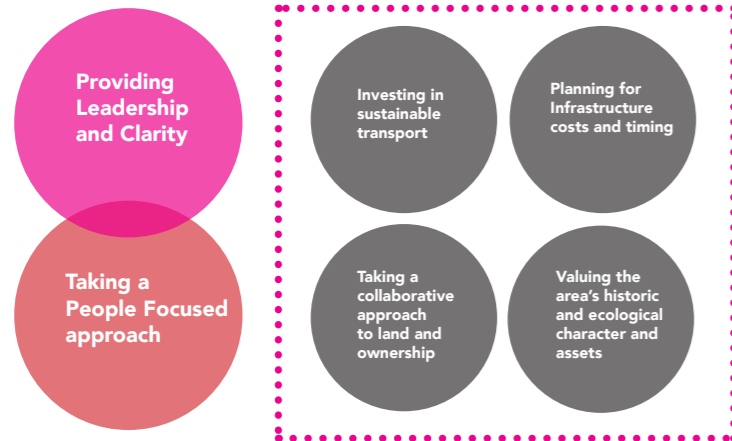 Providing
Leadership
and Clarity
Taking a
People Focused
approach
Investing in
sustainable
transport
Planning for
Infrastructure
costs and timing
Taking a
collaborative
approach
to land and
ownership
Valuing the
area's historic
and ecological
character and
assets